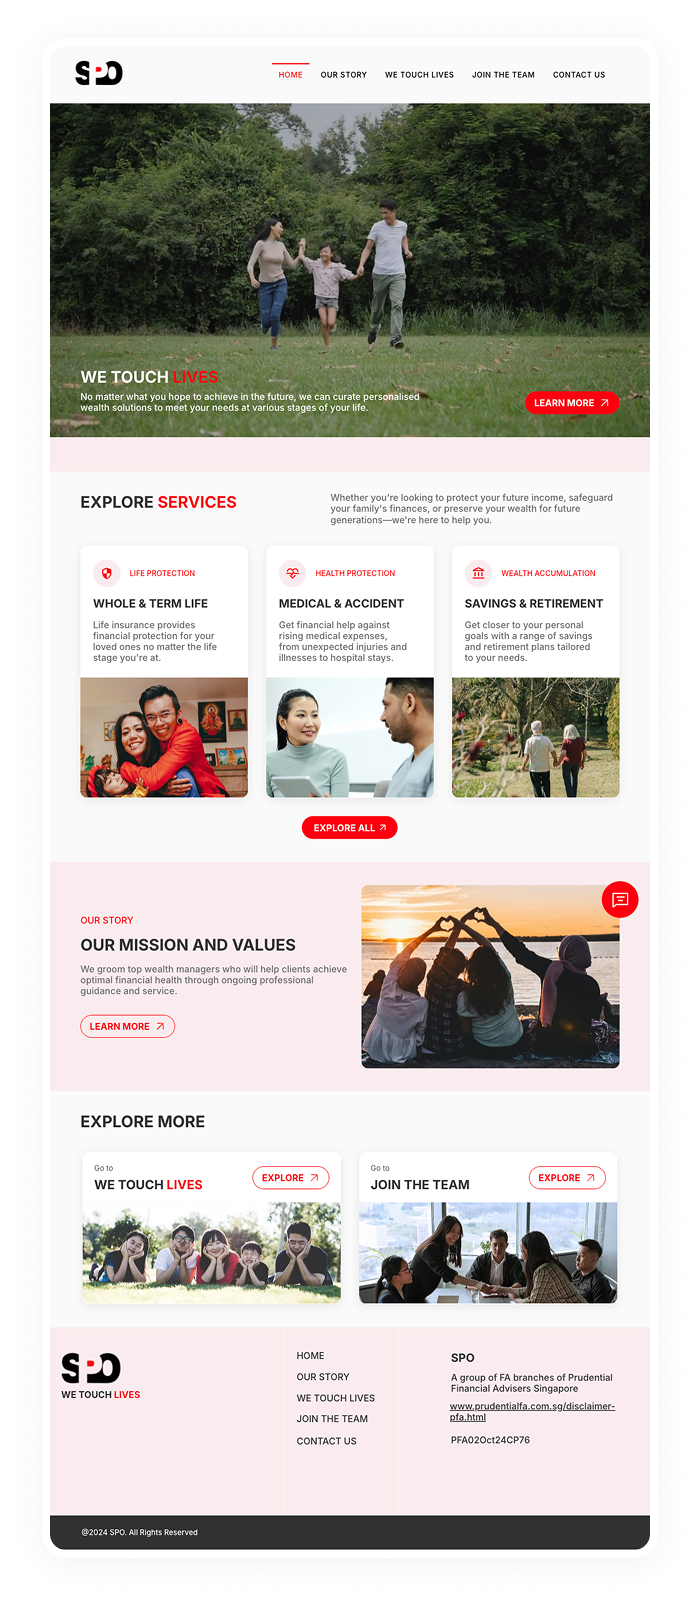 SPO
HOME OUR STORY WE TOUCH LIVES JOIN THE TEAM CONTACT US
WE TOUCH LIVES
No matter what you hope to achieve in the future, we can curate personalised
wealth solutions to meet your needs at various stages of your life.
LEARN MORE
EXPLORE SERVICES
Whether you're looking to protect your future income, safeguard
your family's finances, or preserve your wealth for future
generations—we're here to help you.
LIFE PROTECTION
WHOLE & TERM LIFE
Life insurance provides
financial protection for your
loved ones no matter the life
stage you're at.
HEALTH PROTECTION
MEDICAL & ACCIDENT
Get financial help against
rising medical expenses,
from unexpected injuries and
illnesses to hospital stays.
WEALTH ACCUMULATION
SAVINGS & RETIREMENT
Get closer to your personal
goals with a range of savings
and retirement plans tailored
to your needs.
EXPLORE ALL
OUR STORY
OUR MISSION AND VALUES
We groom top wealth managers who will help clients achieve
optimal financial health through ongoing professional
guidance and service.
LEARN MORE
EXPLORE MORE
Go to
WE TOUCH LIVES
EXPLORE
Go to
JOIN THE TEAM
EXPLORE
SPO
WE TOUCH LIVES
HOME
OUR STORY
WE TOUCH LIVES
JOIN THE TEAM
CONTACT US
SPO
A group of FA branches of Prudential
Financial Advisers Singapore
www.prudentialfa.com.sg/disclaimer-
pfa.html
PFA02Oct24CP76
@2024 SPO. All Rights Reserved